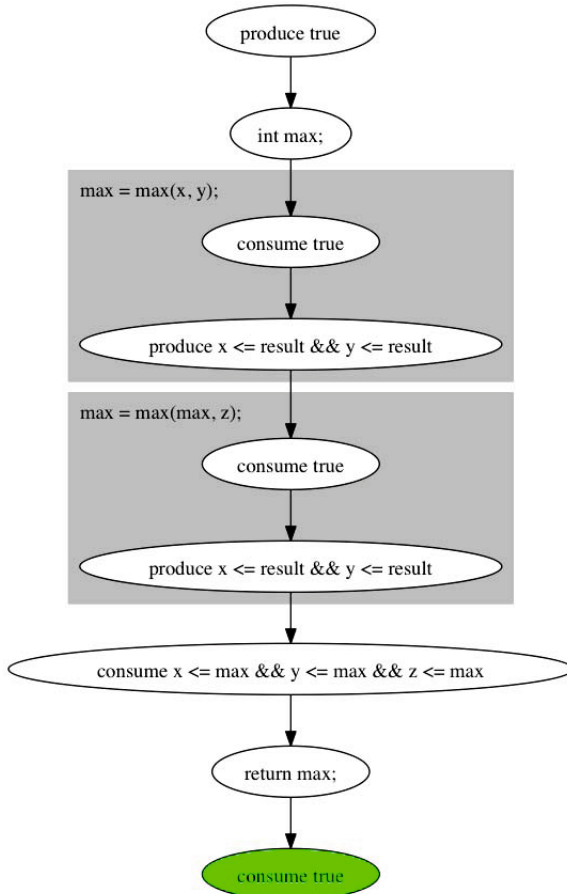 produce true
int max;
max = max(x, y);
consume true
produce x <= result && y <= result
max = max(max, z);
consume true
produce x <= result && y <= result
consume x <= max && y <= max && z <= max
return max;
consume true